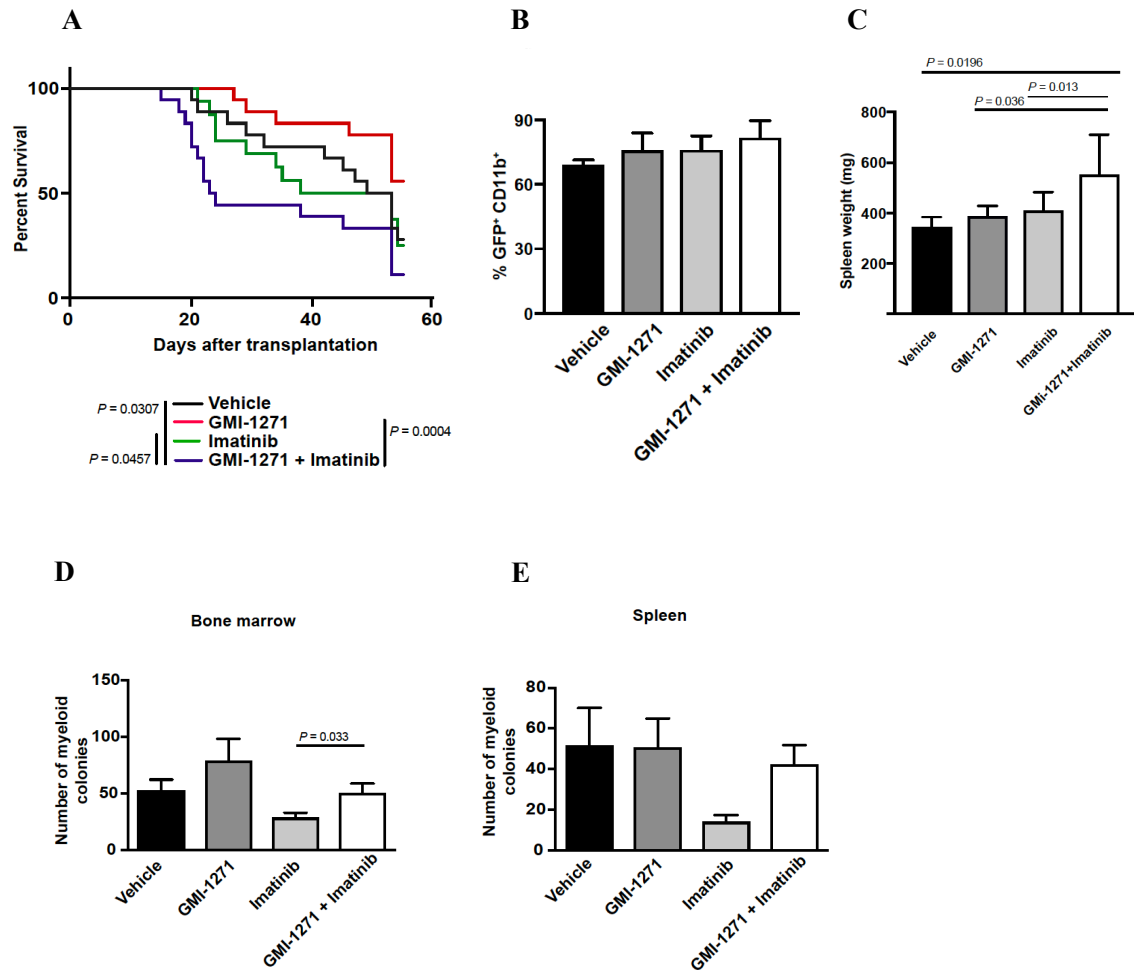 A
100
50
0
Percent Survival
0
20
40
60
Days after transplantation
P = 0.0307
P = 0.0457
Vehicle
GMI-1271
Imatinib
GMI-1271 + Imatinib
P = 0.0004
B
90
60
30
0
% GFP⁺ CD11b⁺
Vehicle
GMI-1271
Imatinib
GMI-1271 + Imatinib
C
P = 0.0196
P = 0.013
P = 0.036
800
600
400
200
Spleen weight (mg)
Vehicle
GMI-1271
Imatinib
GMi-1271+Imatinib
D
Bone marrow
150
100
50
0
Number of myeloid
colonies
P = 0.033
Vehicle
GMI-1271
Imatinib
GMI-1271 + Imatinib
E
Spleen
80
60
40
20
0
Number of myeloid
colonies
Vehicle
GMI-1271
Imatinib
GMI-1271 + Imatinib